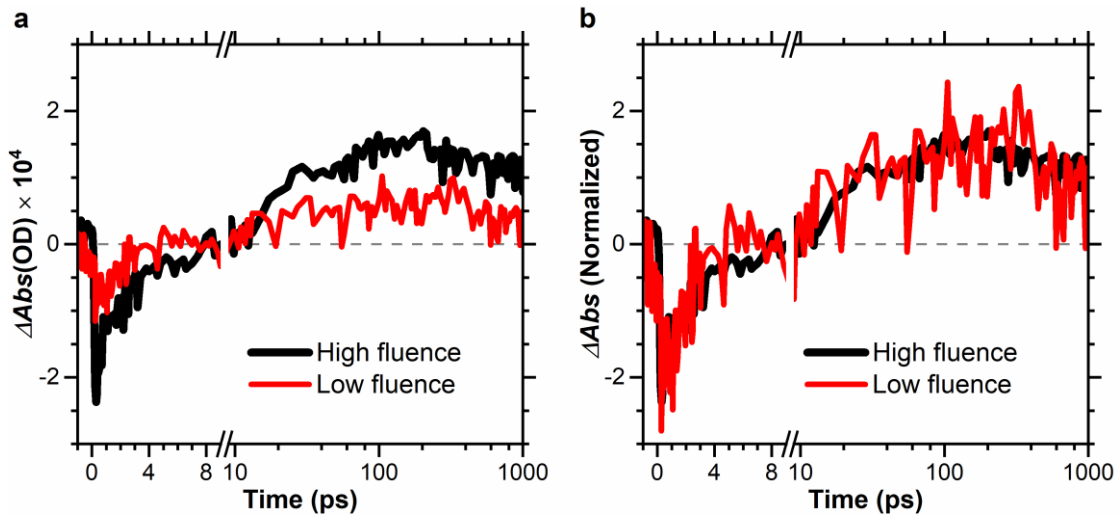 a
b
ΔAbs(OD) × 10⁴
2
0
-2
High fluence
Low fluence
0 4 8 10 100 1000
Time (ps)
ΔAbs (Normalized)
2
0
-2
High fluence
Low fluence
0 4 8 10 100 1000
Time (ps)